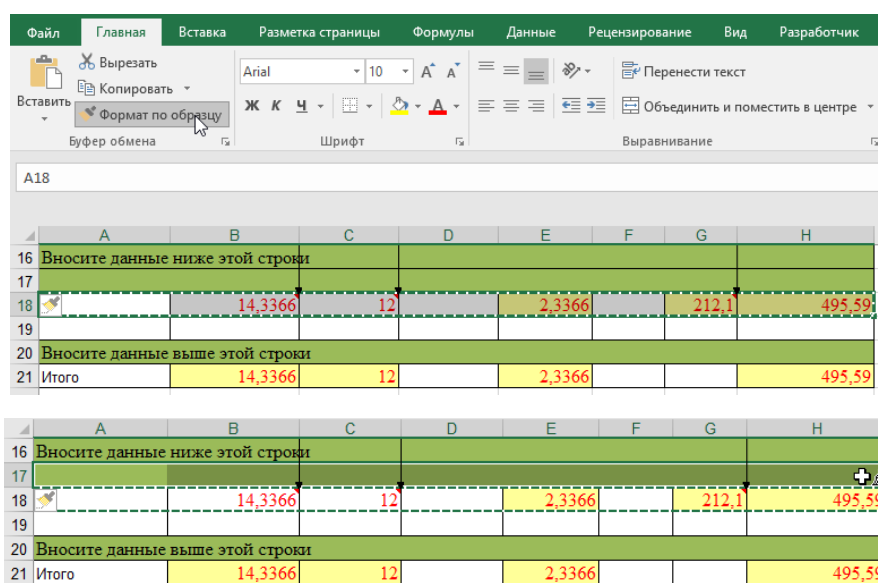 Файл Главная Вставка Разметка страницы Формулы Данные Рецензирование Вид Разработчик
Вставить
Вырезать
Копировать
Формат по образцу
Буфер обмена
Arial 10 A A
Ж К Ч A
Шрифт
Перенести текст
Объединить и поместить в центре
Выравнивание
A18
A B C D E F G H
16 Вносите данные ниже этой строки
17
18 14,3366 12 2,3366 212,1 495,59
19
20 Вносите данные выше этой строки
21 Итого 14,3366 12 2,3366 495,59
A B C D E F G H
16 Вносите данные ниже этой строки
17
18 14,3366 12 2,3366 212,1 495,59
19
20 Вносите данные выше этой строки
21 Итого 14,3366 12 2,3366 495,59